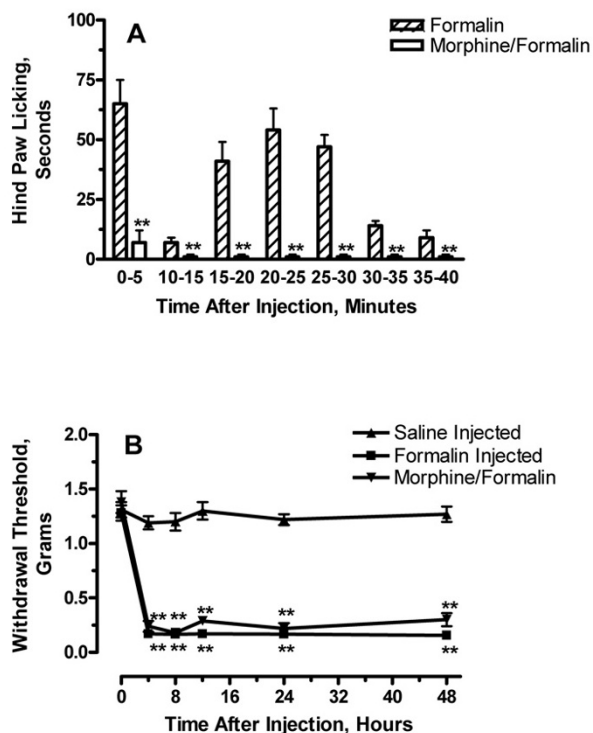 A
Formalin
Morphine/Formalin
Hind Paw Licking,
Seconds
100
75
50
25
0
** ** ** ** ** ** **
0-5 10-15 15-20 20-25 25-30 30-35 35-40
Time After Injection, Minutes
B
Saline Injected
Formalin Injected
Morphine/Formalin
Withdrawal Threshold,
Grams
2.0
1.5
1.0
0.5
0.0
** ** ** ** **
** ** ** ** **
0 8 16 24 32 40 48
Time After Injection, Hours